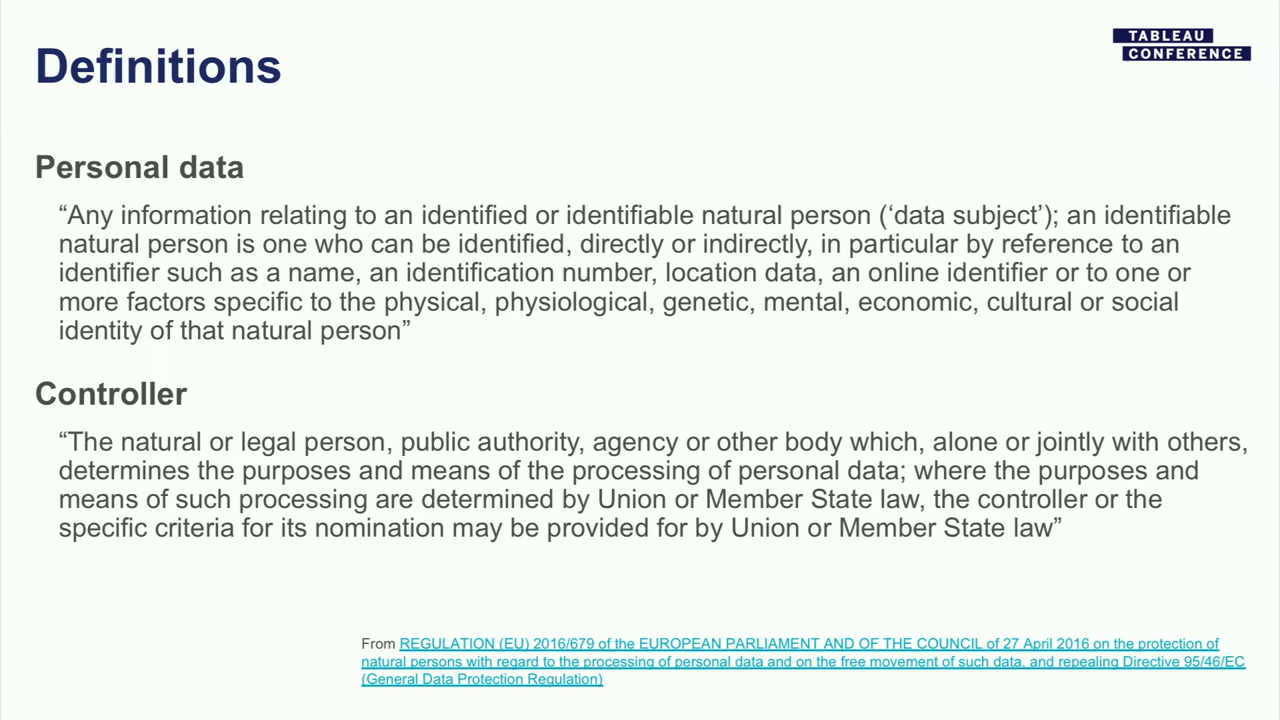 Definitions
TABLEAU
CONFERENCE
Personal data
“Any information relating to an identified or identifiable natural person (‘data subject’); an identifiable
natural person is one who can be identified, directly or indirectly, in particular by reference to an
identifier such as a name, an identification number, location data, an online identifier or to one or
more factors specific to the physical, physiological, genetic, mental, economic, cultural or social
identity of that natural person”
Controller
“The natural or legal person, public authority, agency or other body which, alone or jointly with others,
determines the purposes and means of the processing of personal data; where the purposes and
means of such processing are determined by Union or Member State law, the controller or the
specific criteria for its nomination may be provided for by Union or Member State law”
From REGULATION (EU) 2016/679 of the EUROPEAN PARLIAMENT AND OF THE COUNCIL of 27 April 2016 on the protection of
natural persons with regard to the processing of personal data and on the free movement of such data, and repealing Directive 95/46/EC
(General Data Protection Regulation)